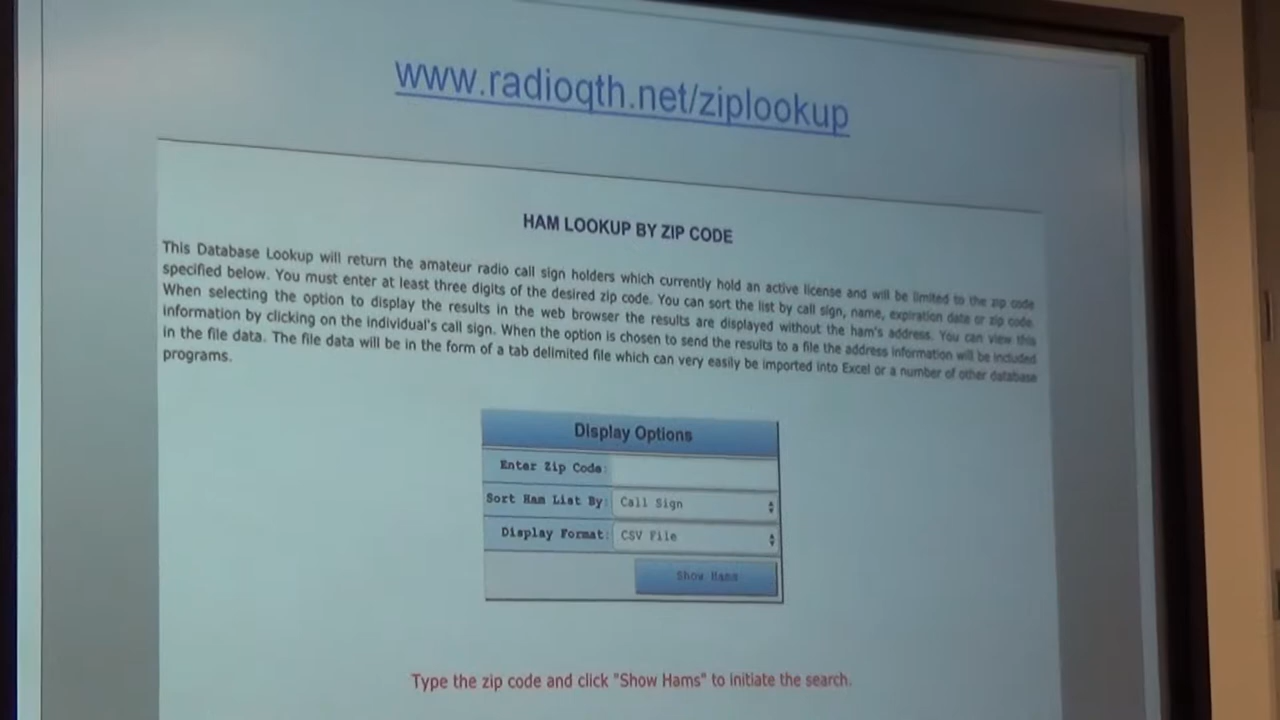 www.radioqth.net/ziplookup
HAM LOOKUP BY ZIP CODE
This Database Lookup will return the amateur radio call sign holders which currently hold an active license and will be limited to the zip code
specified below. You must enter at least three digits of the desired zip code. You can sort the list by call sign, name, expiration date or zip code.
When selecting the option to display the results in the web browser the results are displayed without the ham's address. You can view this
information by clicking on the individual's call sign. When the option is chosen to send the results to a file the address information will be included
in the file data. The file data will be in the form of a tab delimited file which can very easily be imported into Excel or a number of other database
programs.
Display Options
Enter Zip Code:
Sort Ham List By: Call Sign
Display Format: CSV File
Show Hams
Type the zip code and click "Show Hams" to initiate the search.